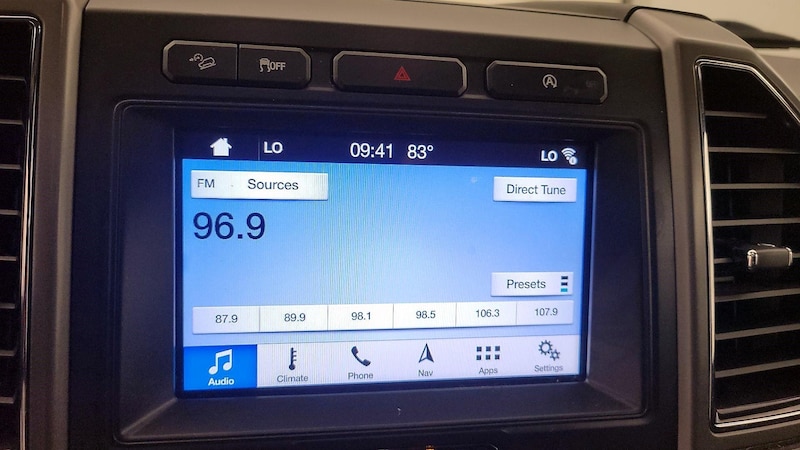 OFF
A
LO 09:41 83° LO
FM Sources Direct Tune
96.9
Presets
87.9 89.9 98.1 98.5 106.3 107.9
Audio Climate Phone Nav Apps Settings